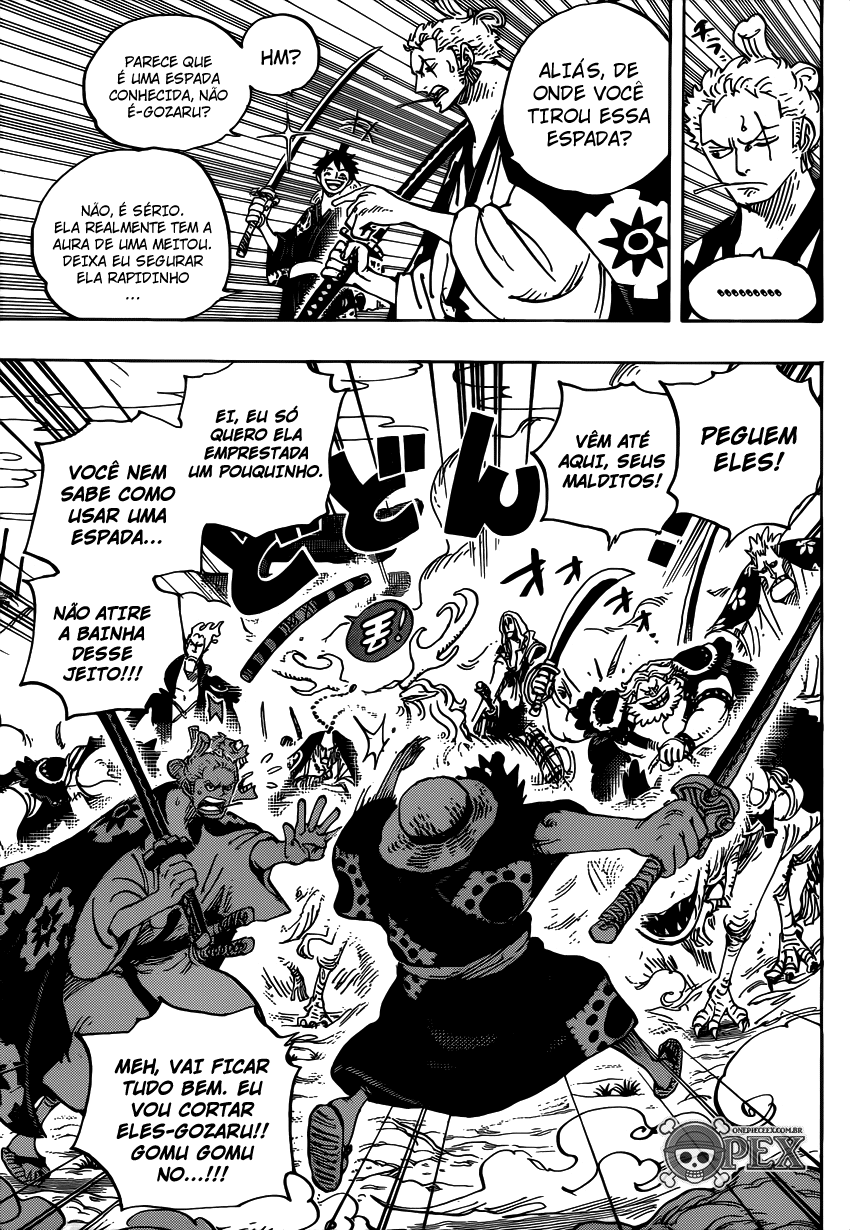 ALIÁS, DE
ONDE VOCÊ
TIROU ESSA
ESPADA?
HM?
PARECE QUE
É UMA ESPADA
CONHECIDA, NÃO
É-GOZARU?
NÃO, É SÉRIO.
ELA REALMENTE TEM A
AURA DE UMA MEITOU.
DEIXA EU SEGURAR
ELA RAPIDINHO
...
PEGUEM
ELES!
VÊM ATÉ
AQUI, SEUS
MALDITOS!
どどん
EI, EU SÓ
QUERO ELA
EMPRESTADA
UM POUQUINHO.
VOCÊ NEM
SABE COMO
USAR UMA
ESPADA...
NÃO ATIRE
A BAINHA
DESSE
JEITO!!!
MEH, VAI FICAR
TUDO BEM. EU
VOU CORTAR
ELES-GOZARU!!
GOMU GOMU
NO...!!!
ONEPIECEEX.COM.BR
OPEX